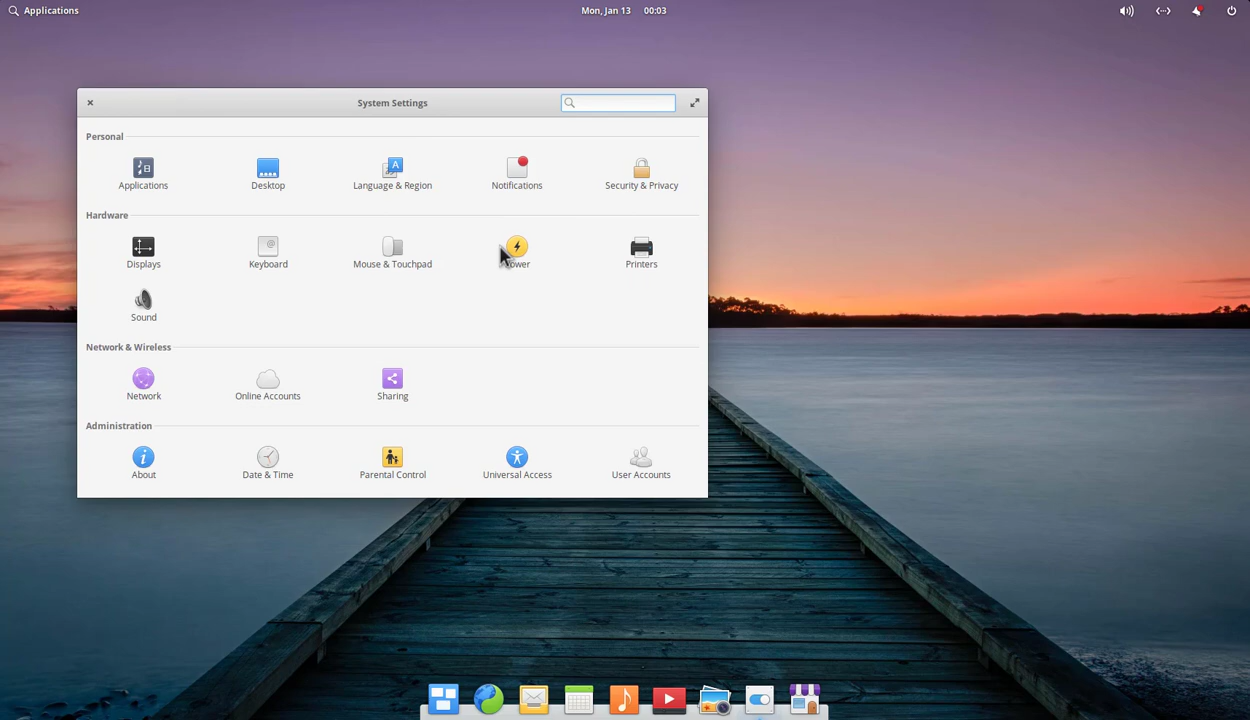 Applications
Mon, Jan 13 00:03
System Settings
Personal
Applications
Desktop
Language & Region
Notifications
Security & Privacy
Hardware
Displays
Keyboard
Mouse & Touchpad
Power
Printers
Sound
Network & Wireless
Network
Online Accounts
Sharing
Administration
About
Date & Time
Parental Control
Universal Access
User Accounts